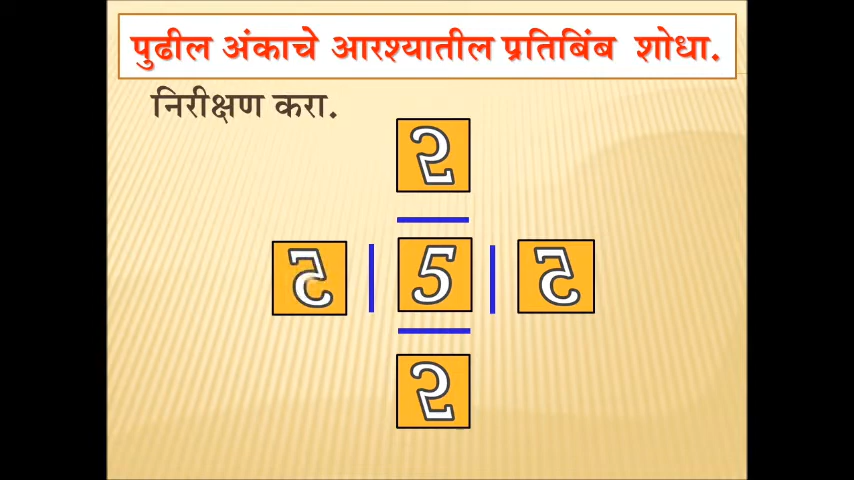 पुढील अंकाचे आरश्यातील प्रतिबिंब शोधा.
निरीक्षण करा.
5